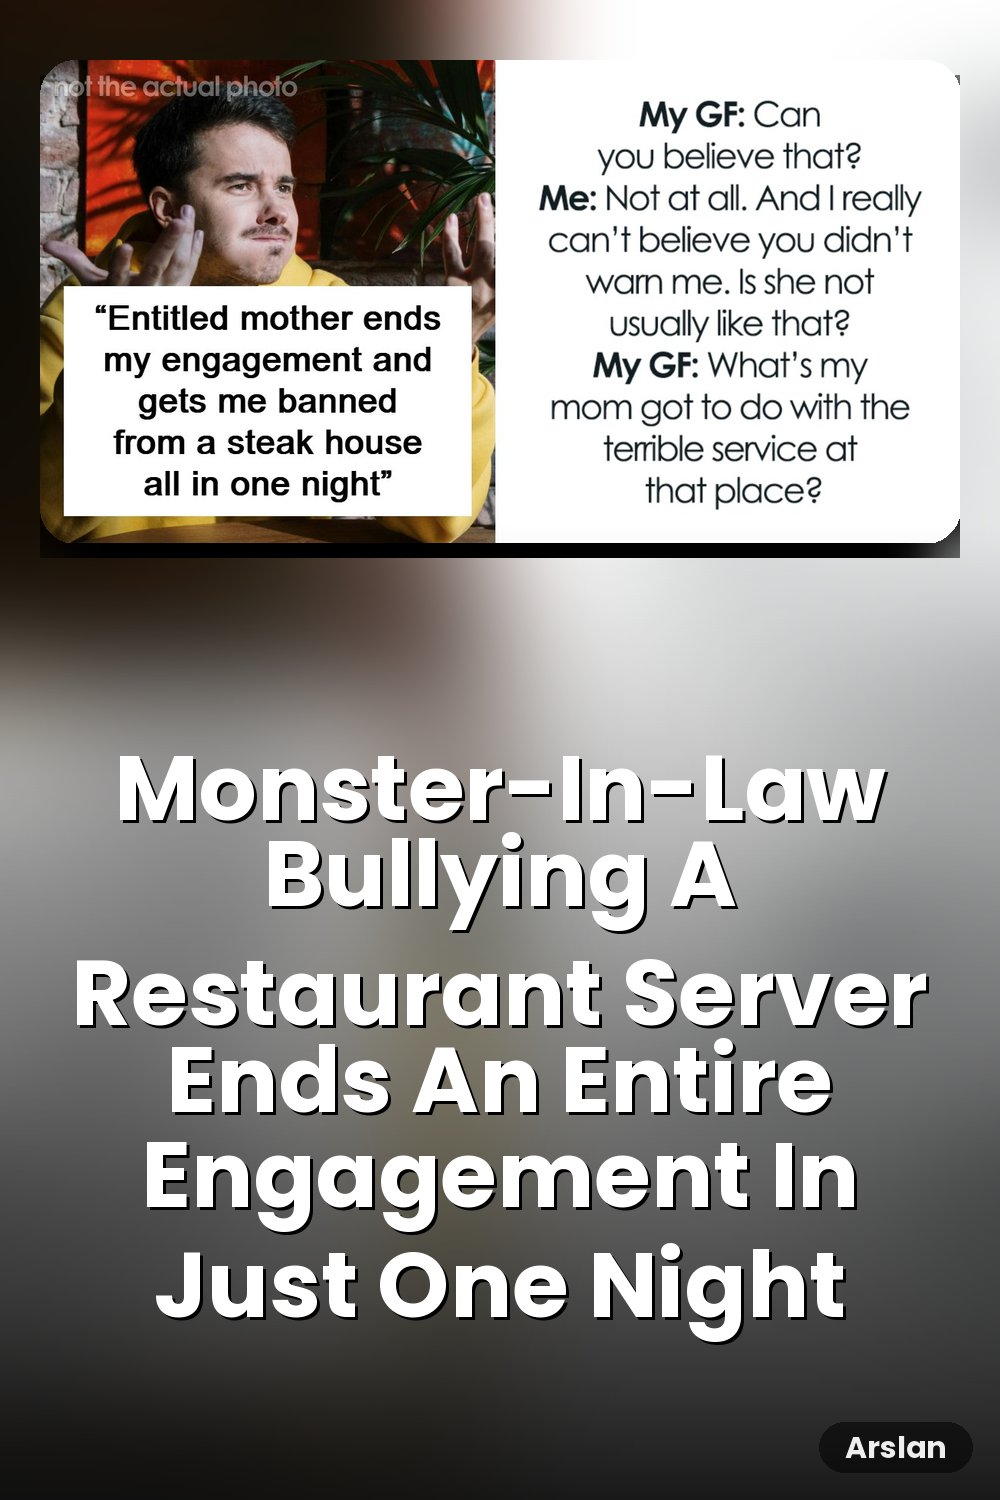 not the actual photo
“Entitled mother ends
my engagement and
gets me banned
from a steak house
all in one night”
My GF: Can
you believe that?
Me: Not at all. And I really
can’t believe you didn’t
warn me. Is she not
usually like that?
My GF: What’s my
mom got to do with the
terrible service at
that place?
Monster-In-Law
Bullying A
Restaurant Server
Ends An Entire
Engagement In
Just One Night
Arslan